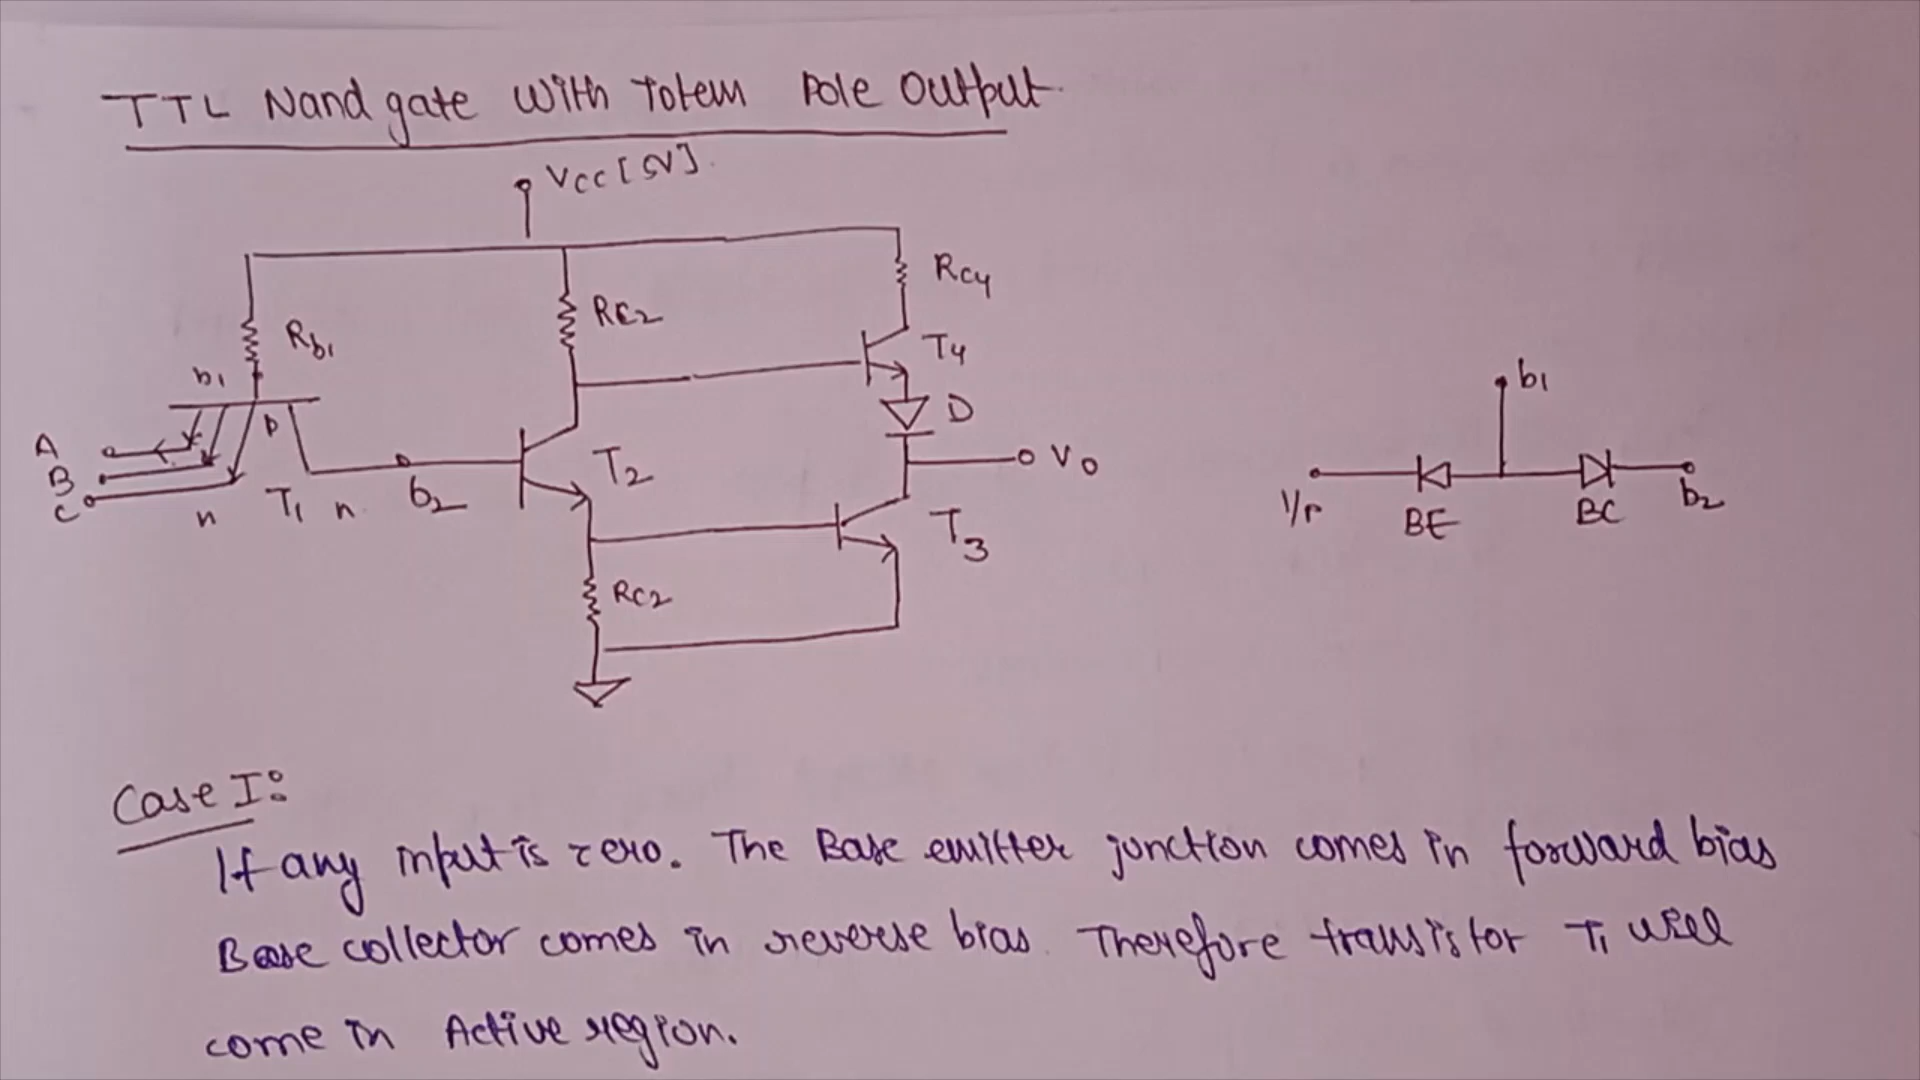 TTL Nand gate with Totem Pole Output
Vcc [5V].
Rb1
RC2
RC4
b1
T4
D
A
B
C
p
n
T1
n
b2
T2
Vo
T3
RC2
b1
I/P
BE
BC
b2
Case I:
If any input is zero. The Base emitter junction comes in forward bias
Base collector comes in reverse bias. Therefore transistor T1 will
come in Active region.